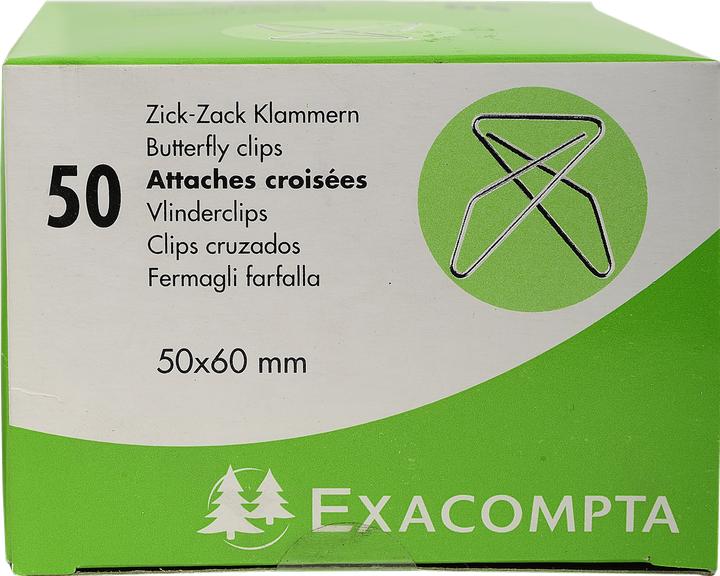 50
Zick-Zack Klammern
Butterfly clips
Attaches croisées
Vlinderclips
Clips cruzados
Fermagli farfalla
50x60 mm
EXACOMPTA